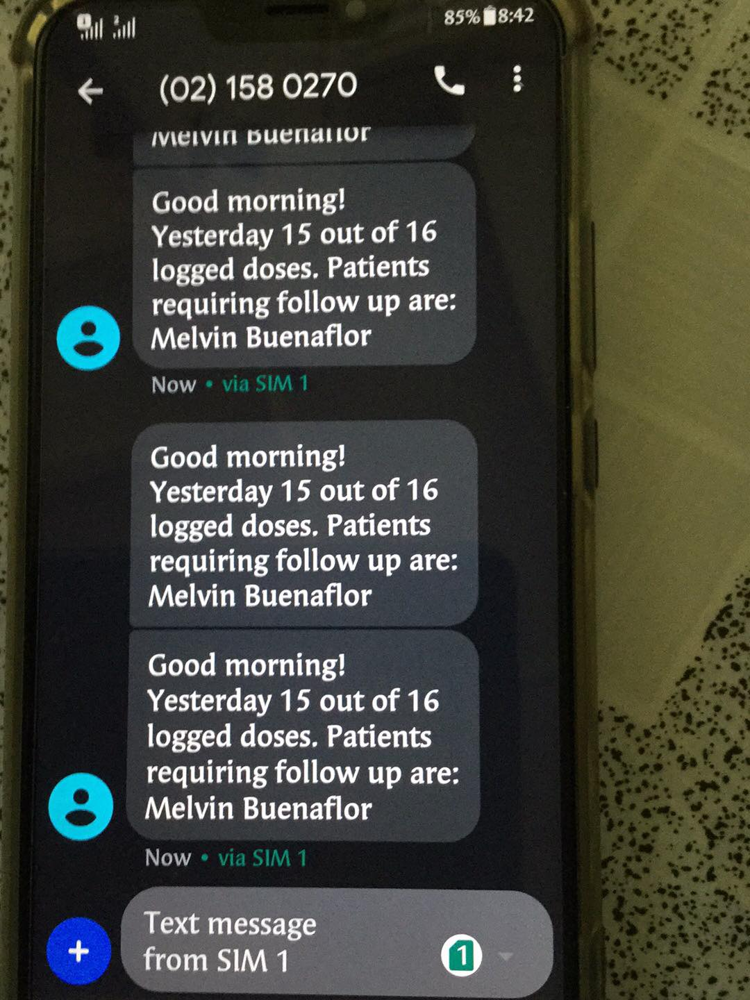 1
2
85% 8:42
(02) 158 0270
Melvin Buenaflor
Good morning!
Yesterday 15 out of 16
logged doses. Patients
requiring follow up are:
Melvin Buenaflor
Now • via SIM 1
Good morning!
Yesterday 15 out of 16
logged doses. Patients
requiring follow up are:
Melvin Buenaflor
Good morning!
Yesterday 15 out of 16
logged doses. Patients
requiring follow up are:
Melvin Buenaflor
Now • via SIM 1
Text message
from SIM 1
1